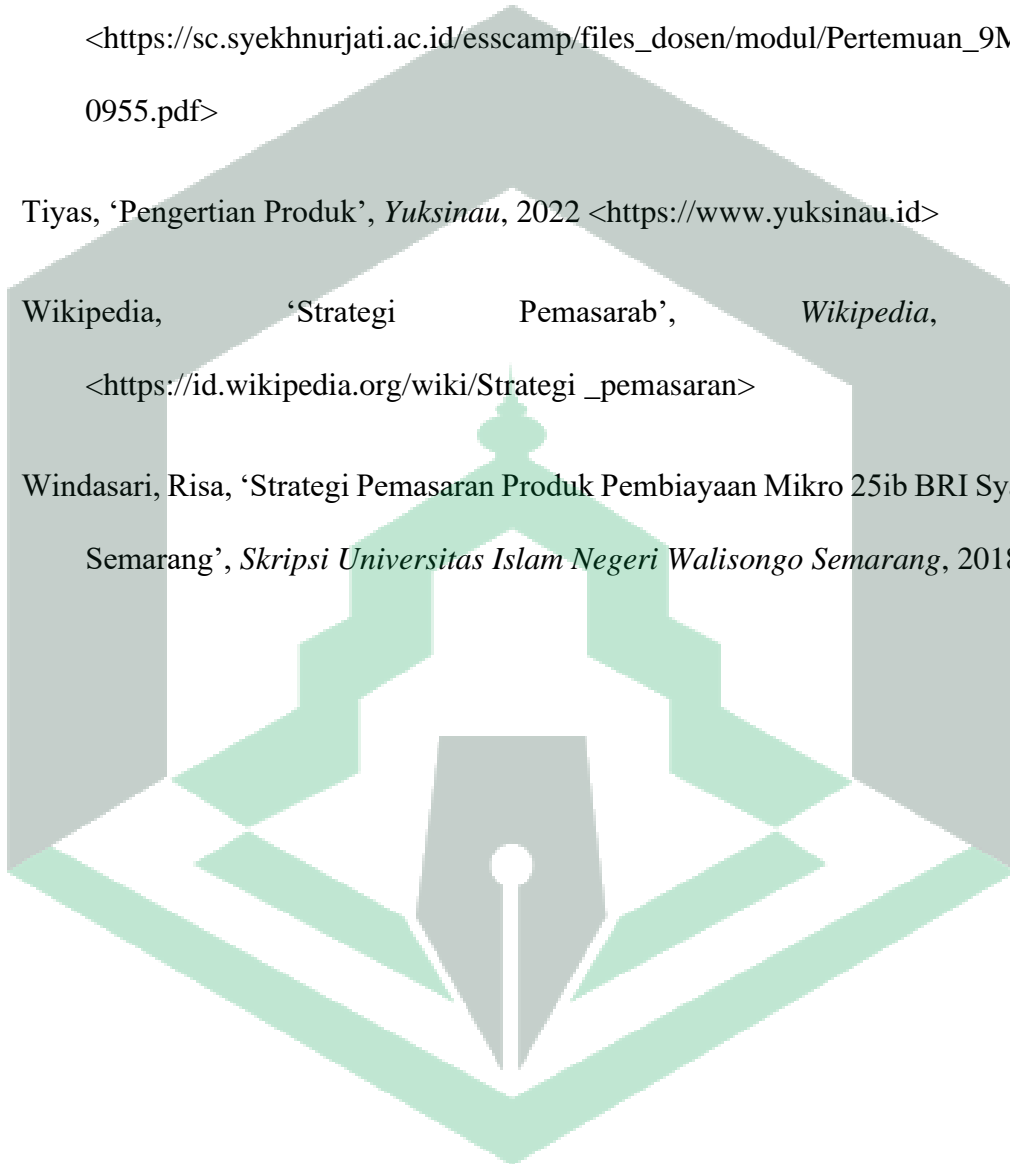 <https://sc.syekhnurjati.ac.id/esscamp/files_dosen/modul/Pertemuan_9M
0955.pdf>
Tiyas, ‘Pengertian Produk’, Yuksinau, 2022 <https://www.yuksinau.id>
Wikipedia, ‘Strategi Pemasarab’, Wikipedia,
<https://id.wikipedia.org/wiki/Strategi _pemasaran>
Windasari, Risa, ‘Strategi Pemasaran Produk Pembiayaan Mikro 25ib BRI Sy
Semarang’, Skripsi Universitas Islam Negeri Walisongo Semarang, 2018